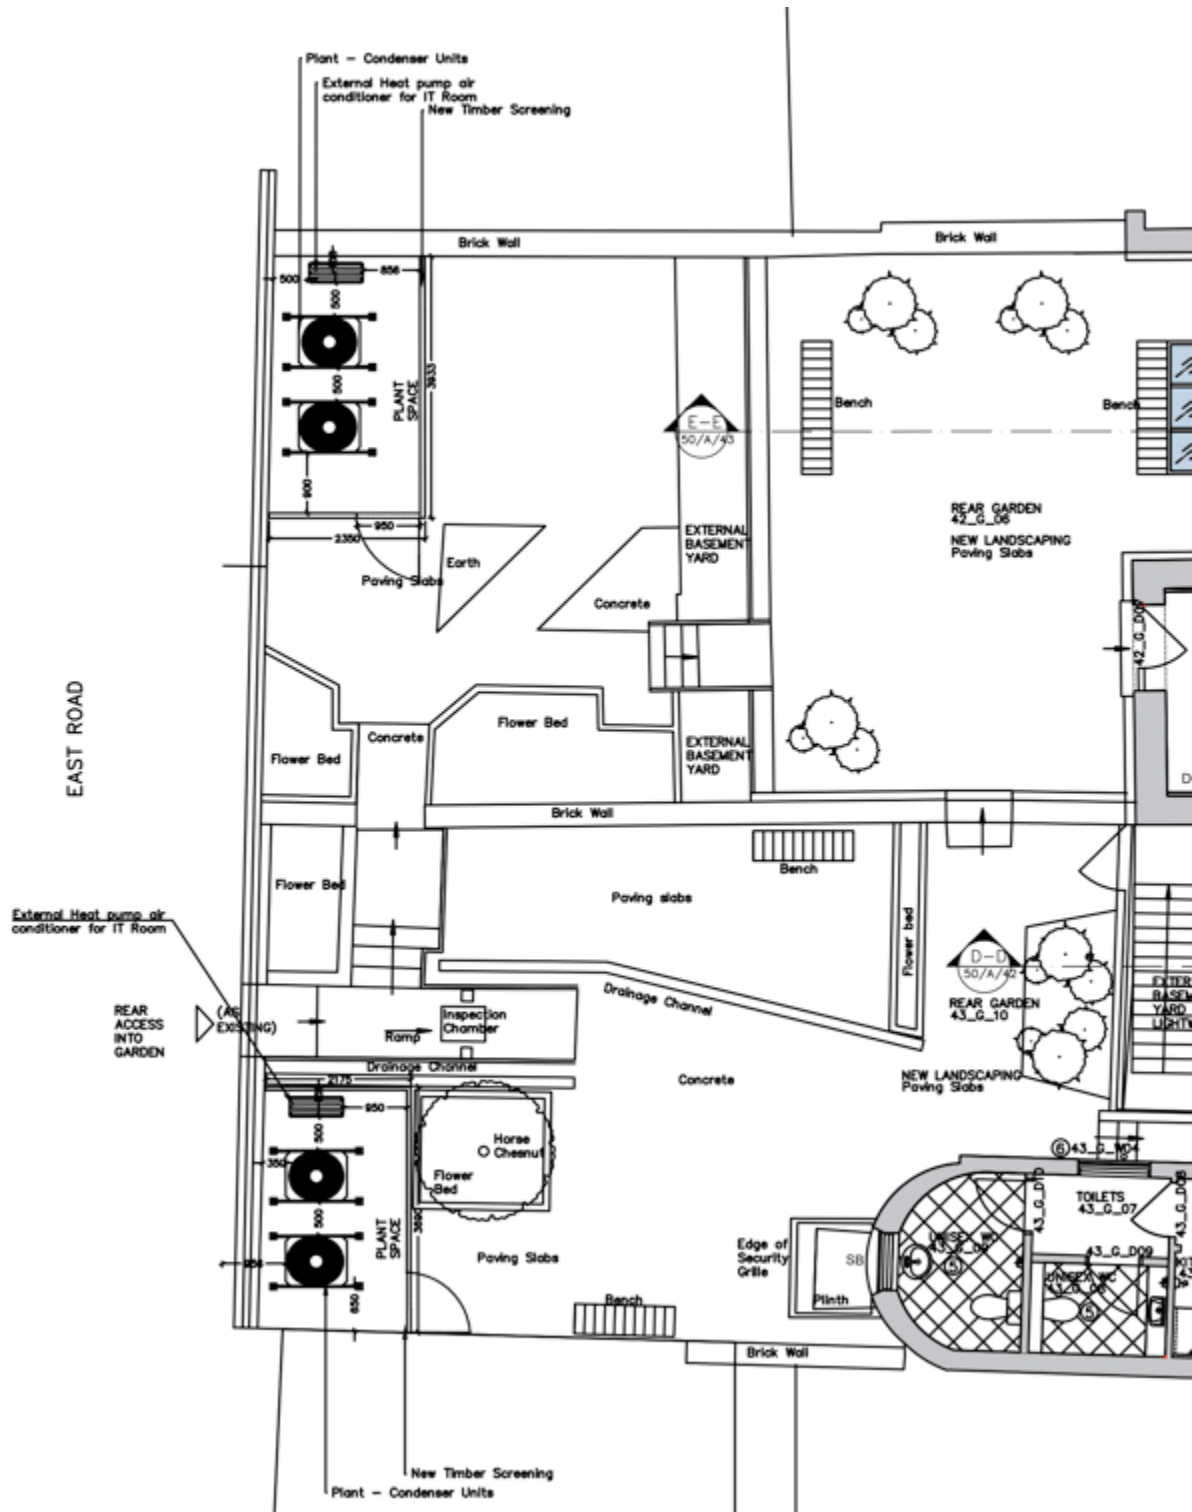 Plant - Condenser Units
External Heat pump air
conditioner for IT Room
New Timber Screening
Brick Wall
Brick Wall
500
856
500
500
3933
PLANT
SPACE
900
950
2350
Paving Slabs
Earth
Concrete
E-E
50/A/43
Bench
Bench
EXTERNAL
BASEMENT
YARD
REAR GARDEN
42_G_06
NEW LANDSCAPING
Paving Slabs
EAST ROAD
Flower Bed
Concrete
Flower Bed
EXTERNAL
BASEMENT
YARD
Brick Wall
Flower Bed
Bench
Paving slabs
Flower bed
External Heat pump air
conditioner for IT Room
D-D
50/A/42
REAR GARDEN
43_G_10
Drainage Channel
REAR
ACCESS
INTO
GARDEN
(AS
EXISTING)
Ramp
Inspection
Chamber
Drainage Channel
Concrete
NEW LANDSCAPING
Paving Slabs
2175
950
500
350
500
PLANT
SPACE
650
Horse
Chesnut
Flower
Bed
Paving Slabs
Edge of
Security
Grille
SB
Plinth
Bench
Brick Wall
6
TOILETS
43_G_07
43_G_D10
43_G_D09
5
5
New Timber Screening
Plant - Condenser Units